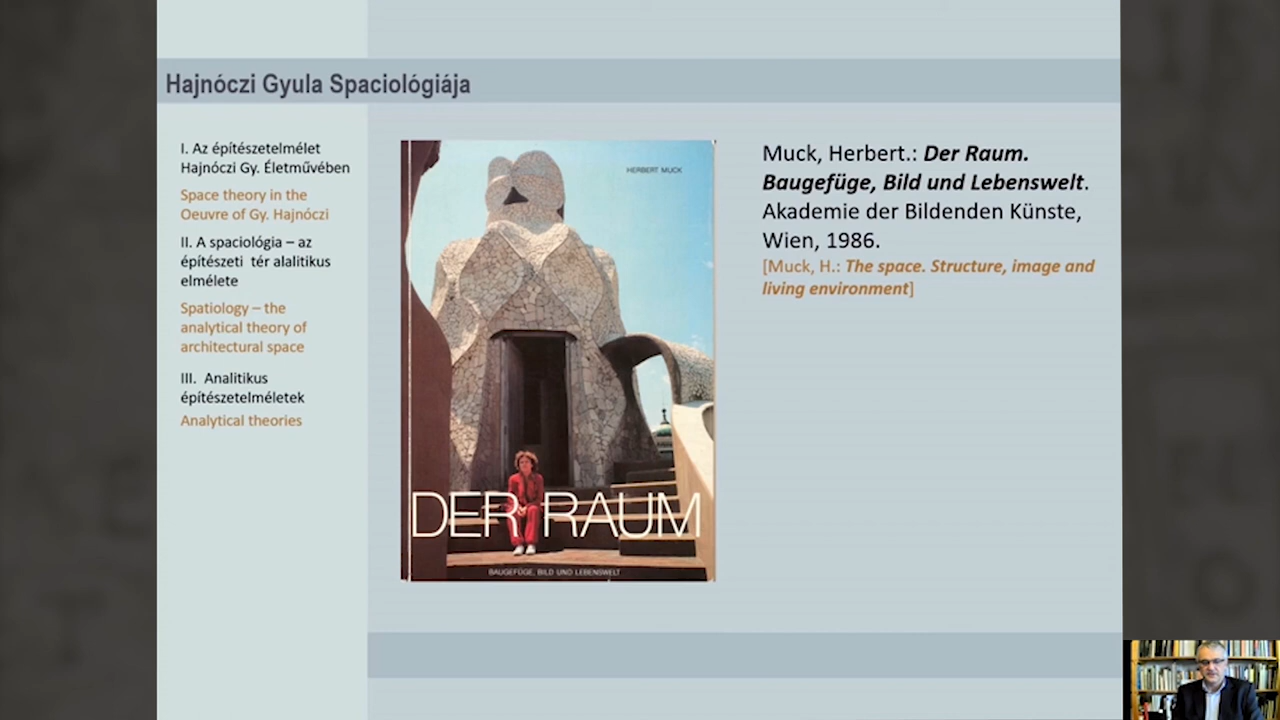 Hajnóczi Gyula Spaciológiája
I. Az építészetelmélet
Hajnóczi Gy. Életművében
Space theory in the
Oeuvre of Gy. Hajnóczi
II. A spaciológia – az
építészeti tér alalitikus
elmélete
Spatiology – the
analytical theory of
architectural space
III. Analitikus
építészetelméletek
Analytical theories
HERBERT MUCK
DER RAUM
BAUGEFÜGE, BILD UND LEBENSWELT
Muck, Herbert.: Der Raum.
Baugefüge, Bild und Lebenswelt.
Akademie der Bildenden Künste,
Wien, 1986.
[Muck, H.: The space. Structure, image and
living environment]